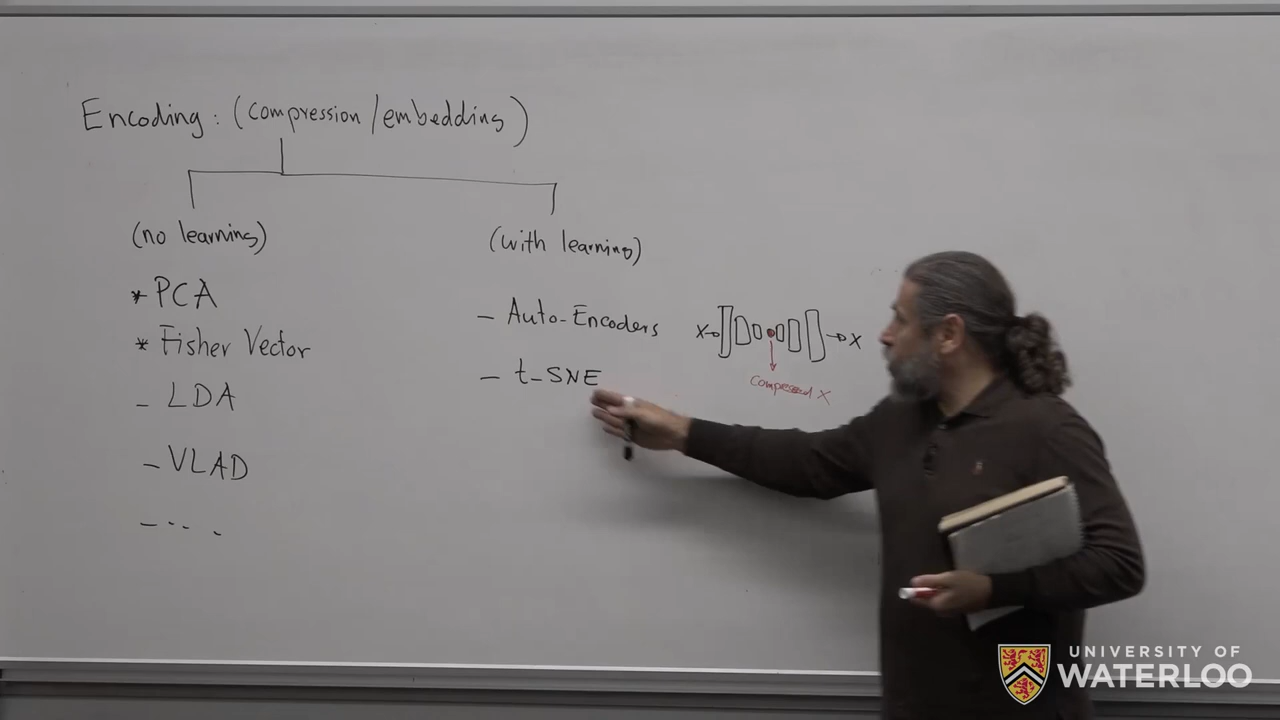 Encoding: (compression/embedding)
(no learning)
(with learning)
* PCA
* Fisher Vector
- LDA
- VLAD
- Auto-Encoders
X
X
Compressed X
- t-SNE
UNIVERSITY OF
WATERLOO